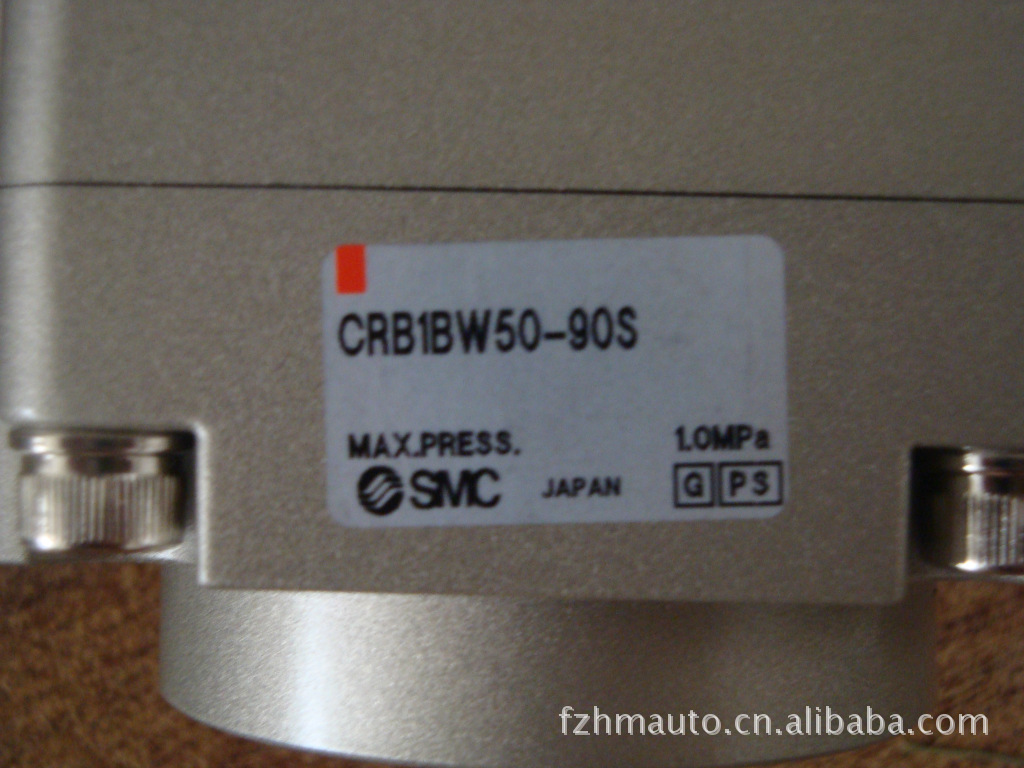 CRB1BW50-90S
MAX.PRESS. 1.0MPa
SMC JAPAN G PS
fzhmauto.cn.alibaba.com